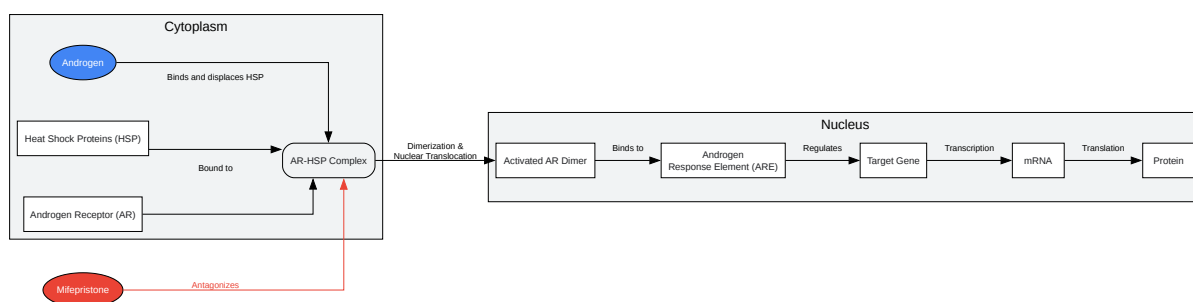 Cytoplasm
Androgen
Binds and displaces HSP
Heat Shock Proteins (HSP)
Bound to
AR-HSP Complex
Androgen Receptor (AR)
Mifepristone
Antagonizes
Dimerization &
Nuclear Translocation
Nucleus
Activated AR Dimer
Binds to
Androgen
Response Element (ARE)
Regulates
Target Gene
Transcription
mRNA
Translation
Protein